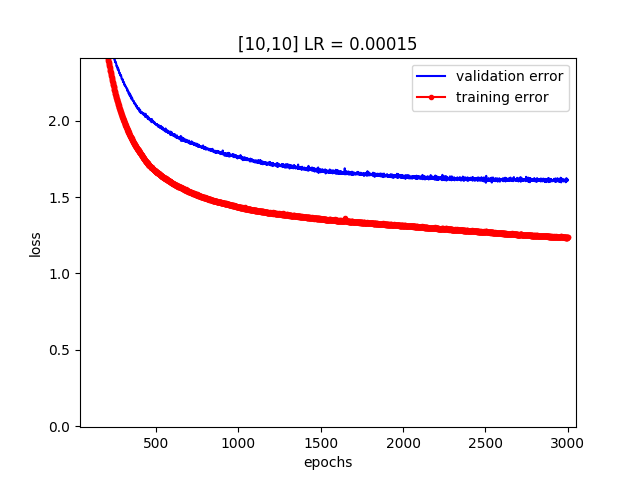 [10,10] LR = 0.00015
validation error
training error
2.0
1.5
1.0
0.5
0.0
loss
500 1000 1500 2000 2500 3000
epochs